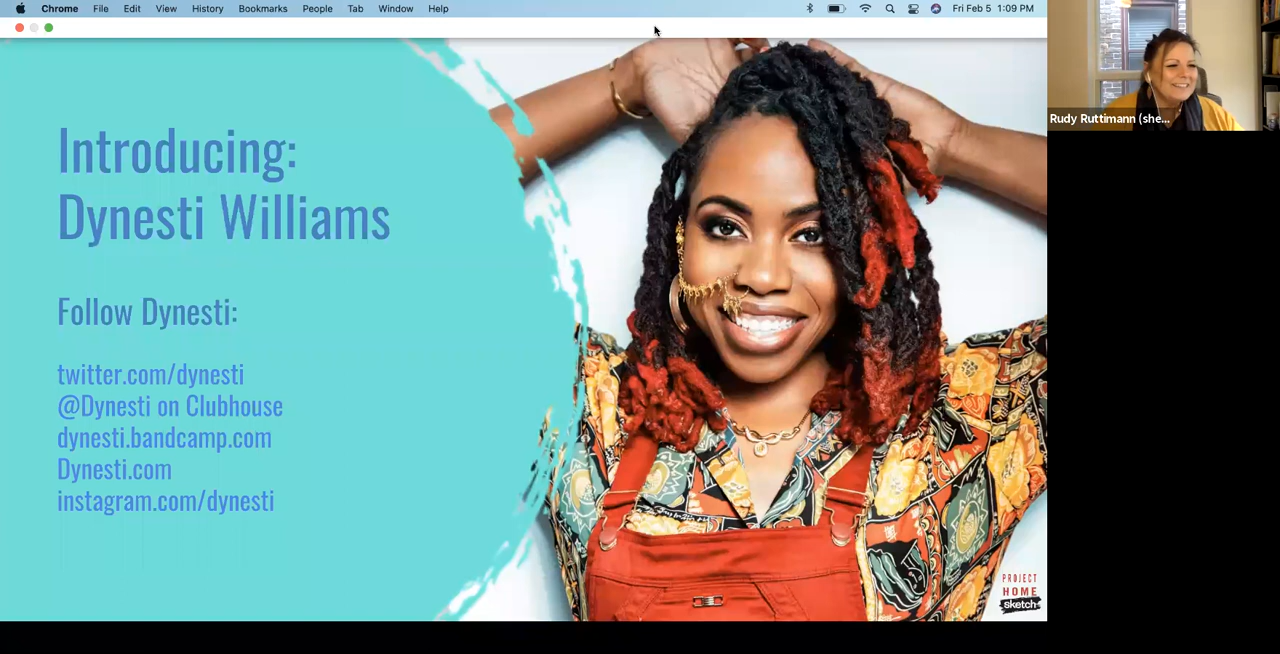 Chrome File Edit View History Bookmarks People Tab Window Help Fri Feb 5 1:09 PM
Introducing:
Dynesti Williams
Follow Dynesti:
twitter.com/dynesti
@Dynesti on Clubhouse
dynesti.bandcamp.com
Dynesti.com
instagram.com/dynesti
PROJECT
HOME
sketch
Rudy Ruttimann (she...